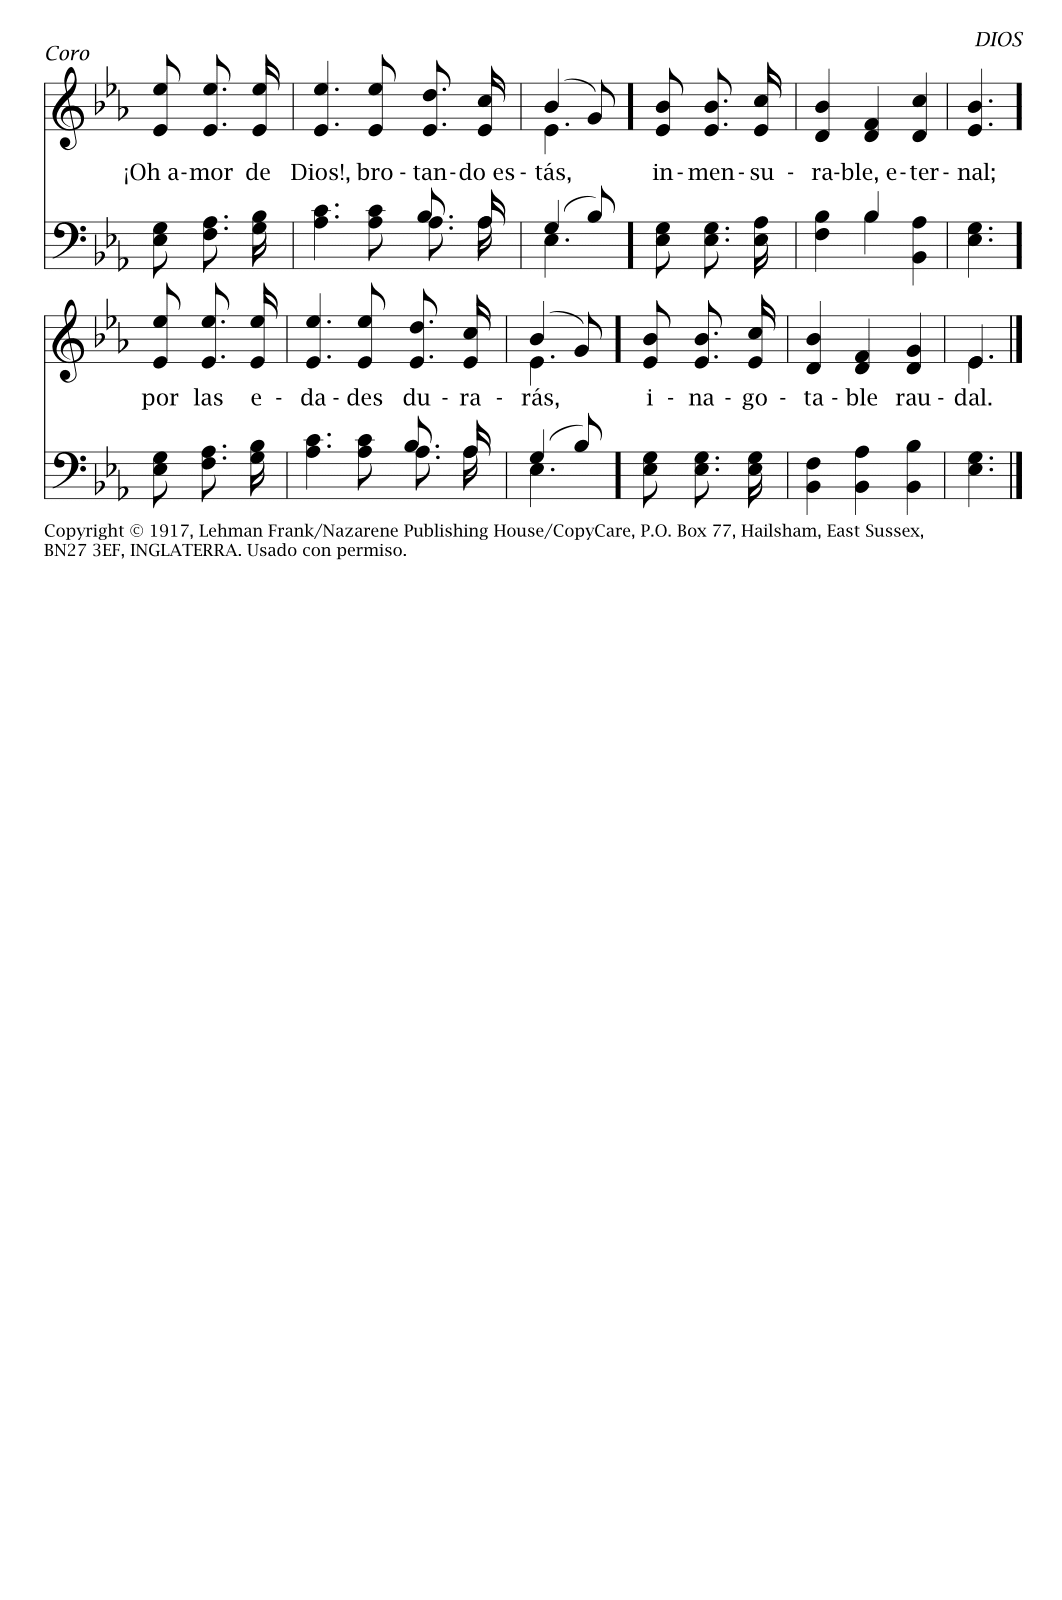 DIOS
Coro
¡Oh a-mor de Dios!, bro - tan-do es - tás, in-men-su - ra-ble, e-ter- nal;
por las e - da - des du - ra - rás, i - na - go - ta - ble rau - dal.
Copyright © 1917, Lehman Frank/Nazarene Publishing House/CopyCare, P.O. Box 77, Hailsham, East Sussex,
BN27 3EF, INGLATERRA. Usado con permiso.